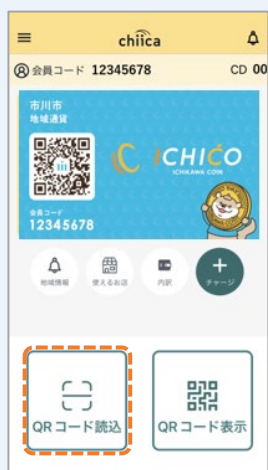 chiica
会員コード 12345678 CD 00
市川市
地域通貨
ICHICO
ICHIKAWA COIN
会員コード
12345678
地域情報 使えるお店 内訳 チャージ
QRコード読込 QRコード表示